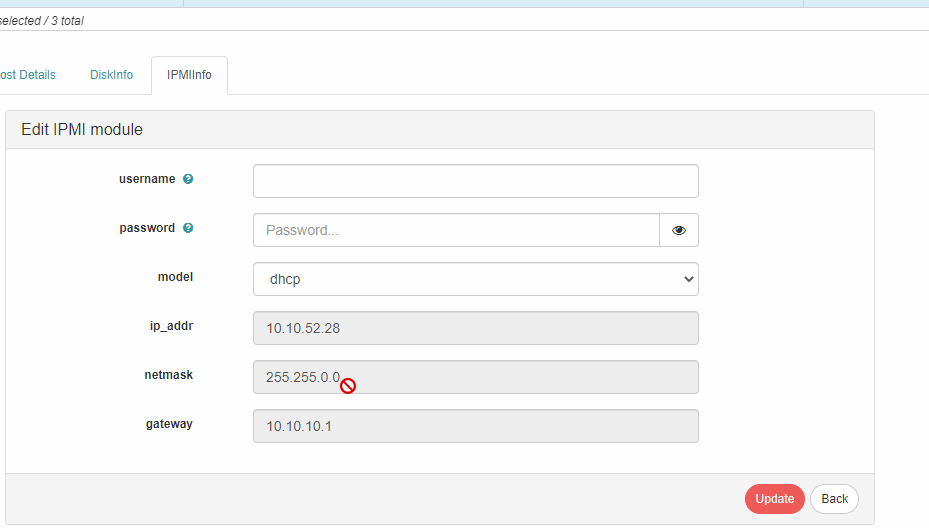 selected / 3 total
ost Details DiskInfo IPMIInfo
Edit IPMI module
username ?
password ? Password...
model dhcp
ip_addr 10.10.52.28
netmask 255.255.0.0
gateway 10.10.10.1
Update Back